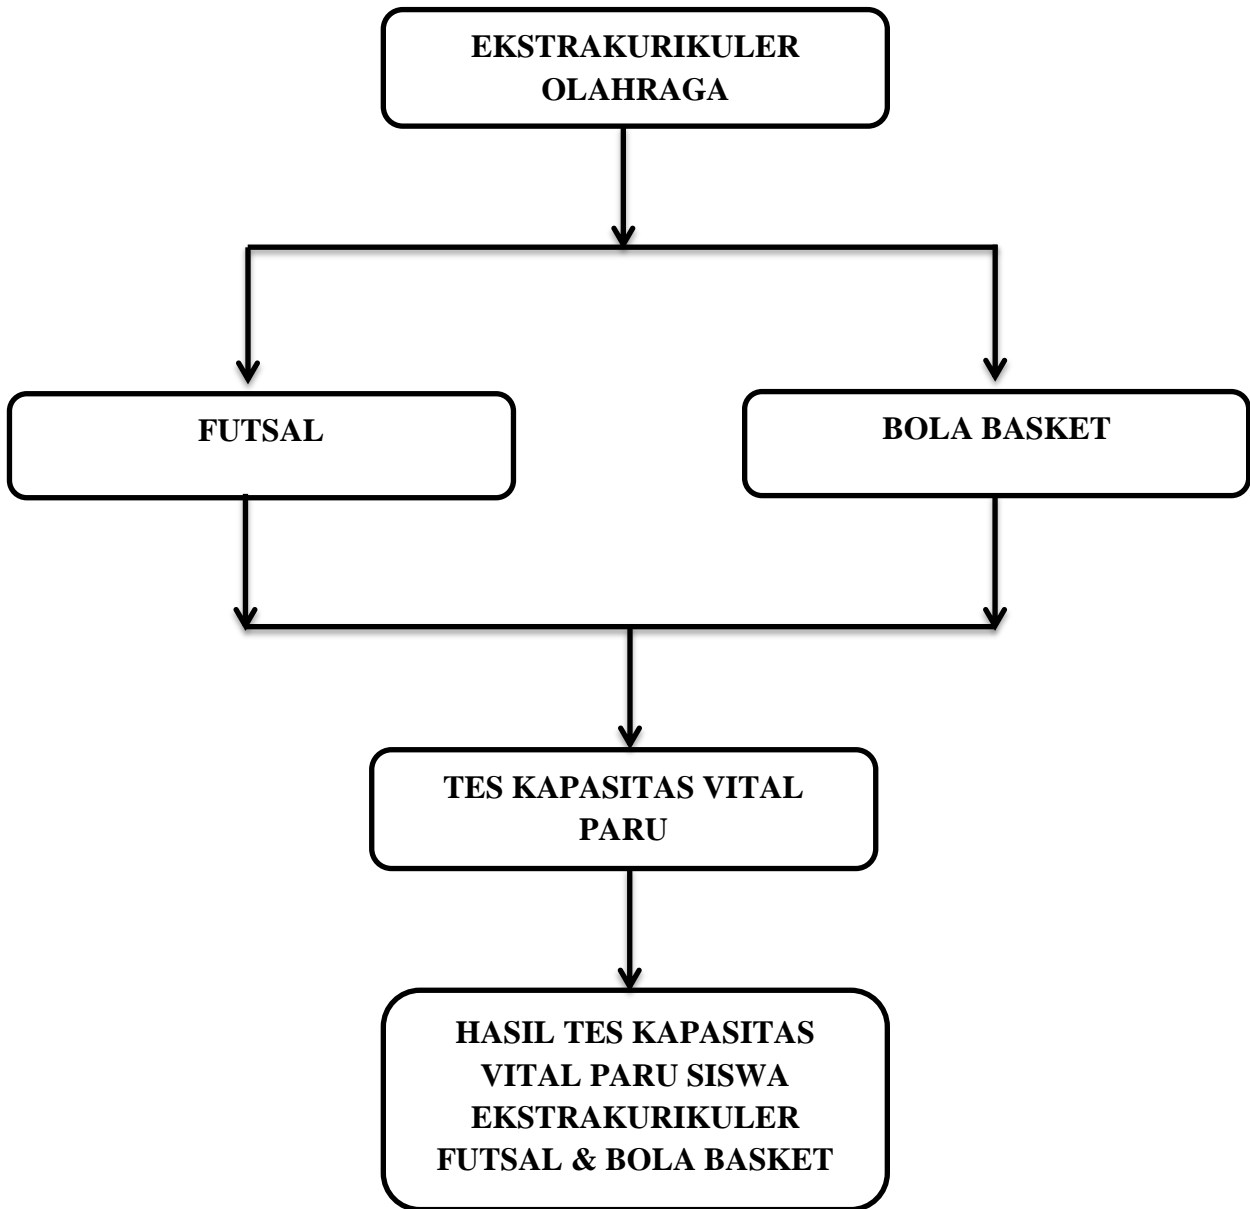 EKSTRAKURIKULER
OLAHRAGA
FUTSAL
BOLA BASKET
TES KAPASITAS VITAL
PARU
HASIL TES KAPASITAS
VITAL PARU SISWA
EKSTRAKURIKULER
FUTSAL & BOLA BASKET